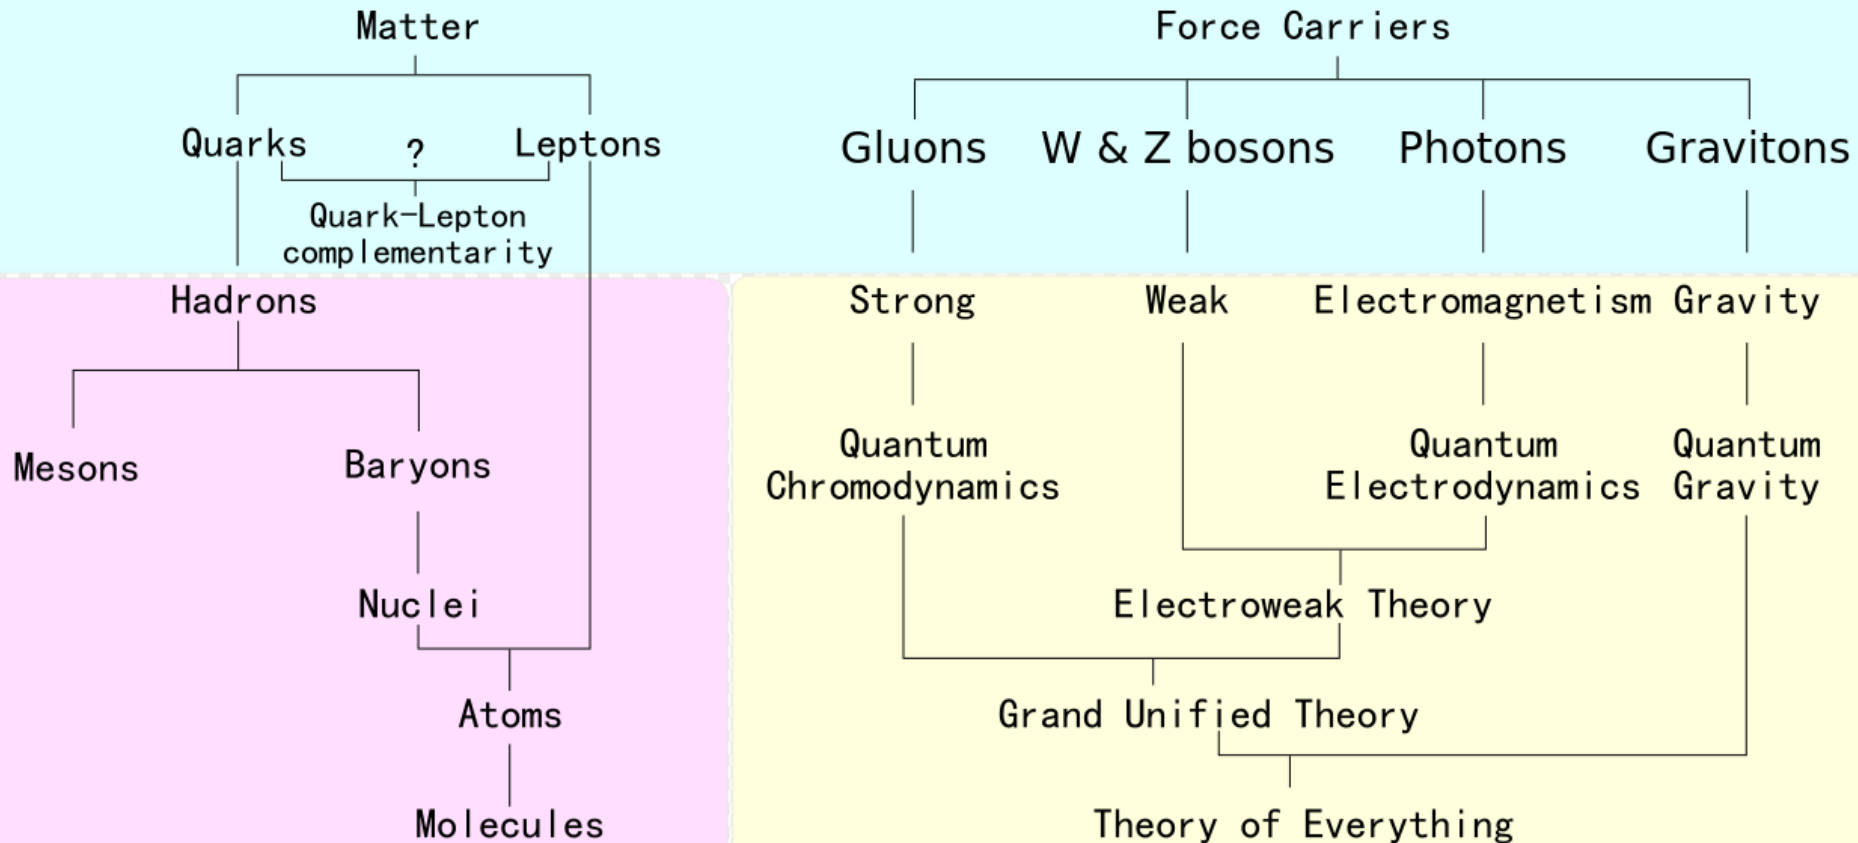 Matter
Force Carriers
Quarks
?
Leptons
Gluons
W & Z bosons
Photons
Gravitons
Quark-Lepton
complementarity
Hadrons
Strong
Weak
Electromagnetism
Gravity
Mesons
Baryons
Quantum
Chromodynamics
Quantum
Electrodynamics
Quantum
Gravity
Nuclei
Electroweak Theory
Atoms
Grand Unified Theory
Molecules
Theory of Everything